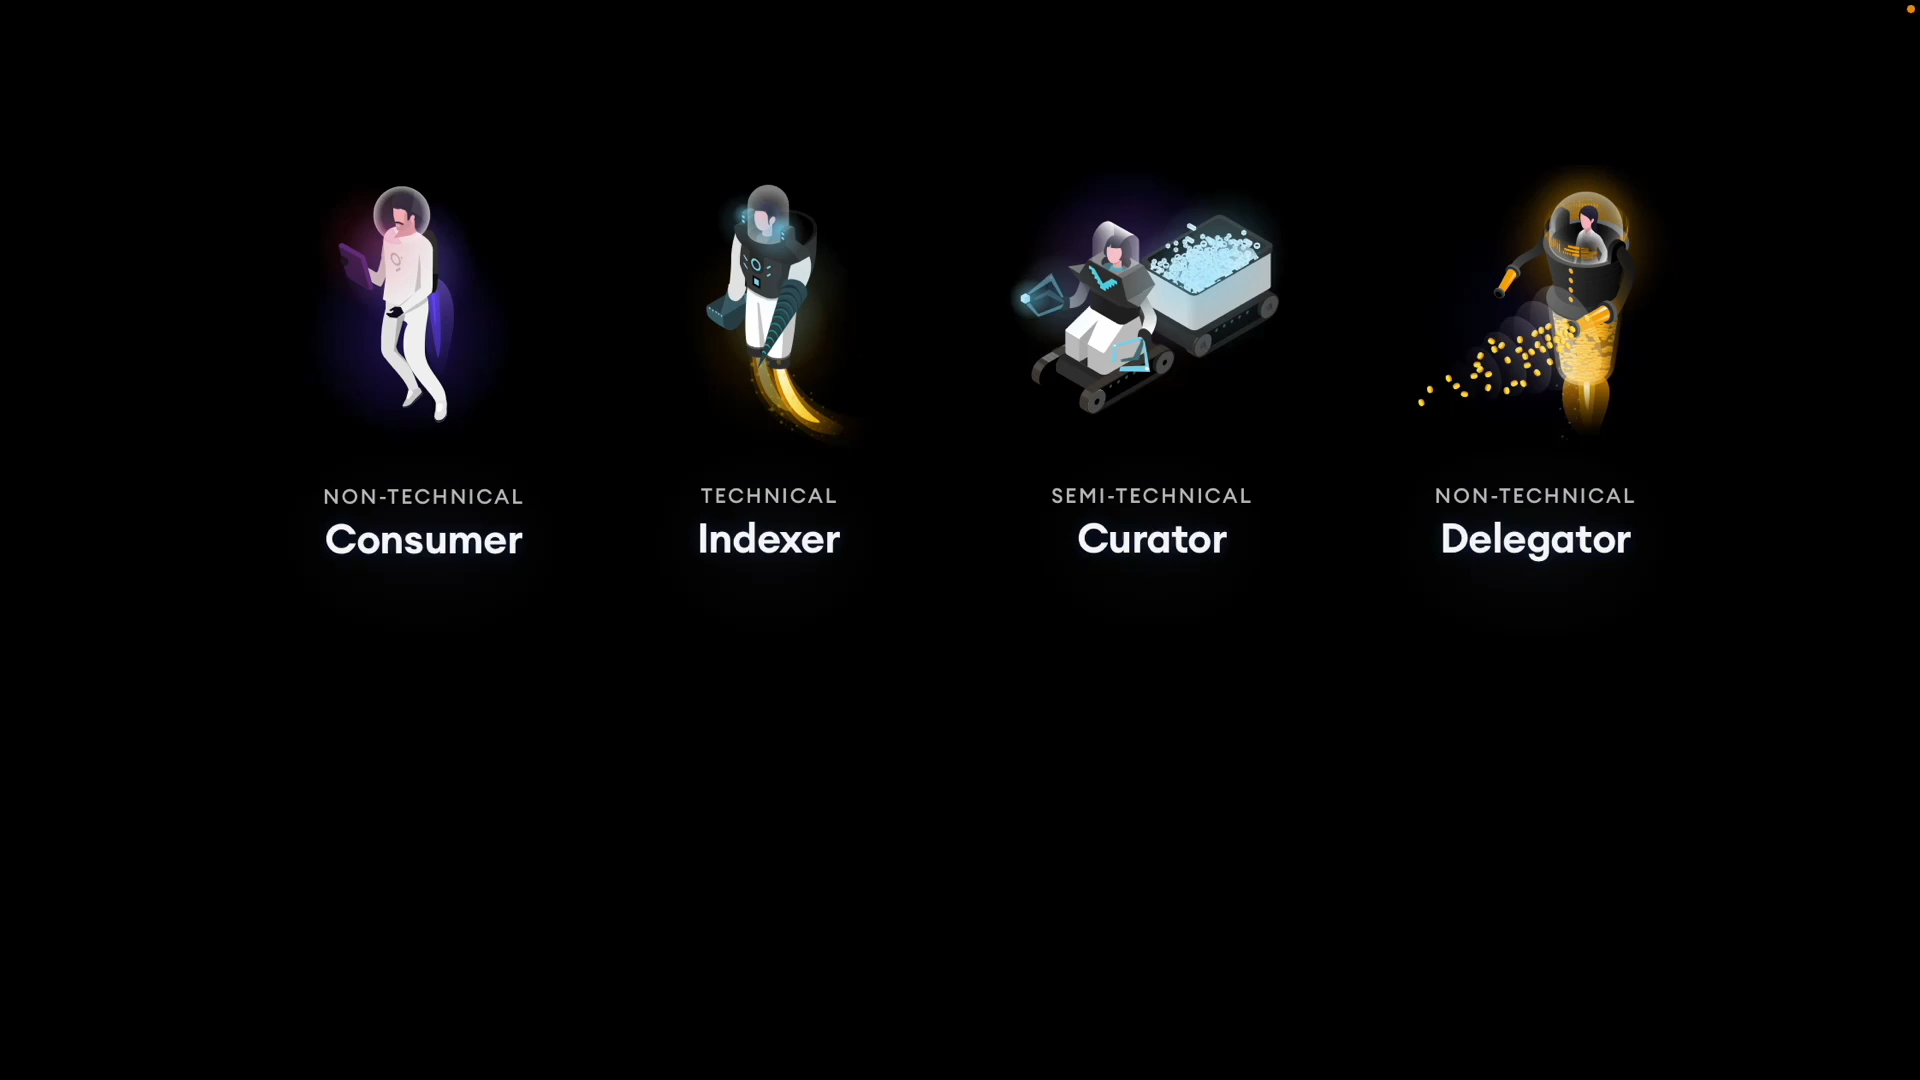 NON-TECHNICAL
Consumer
TECHNICAL
Indexer
SEMI-TECHNICAL
Curator
NON-TECHNICAL
Delegator